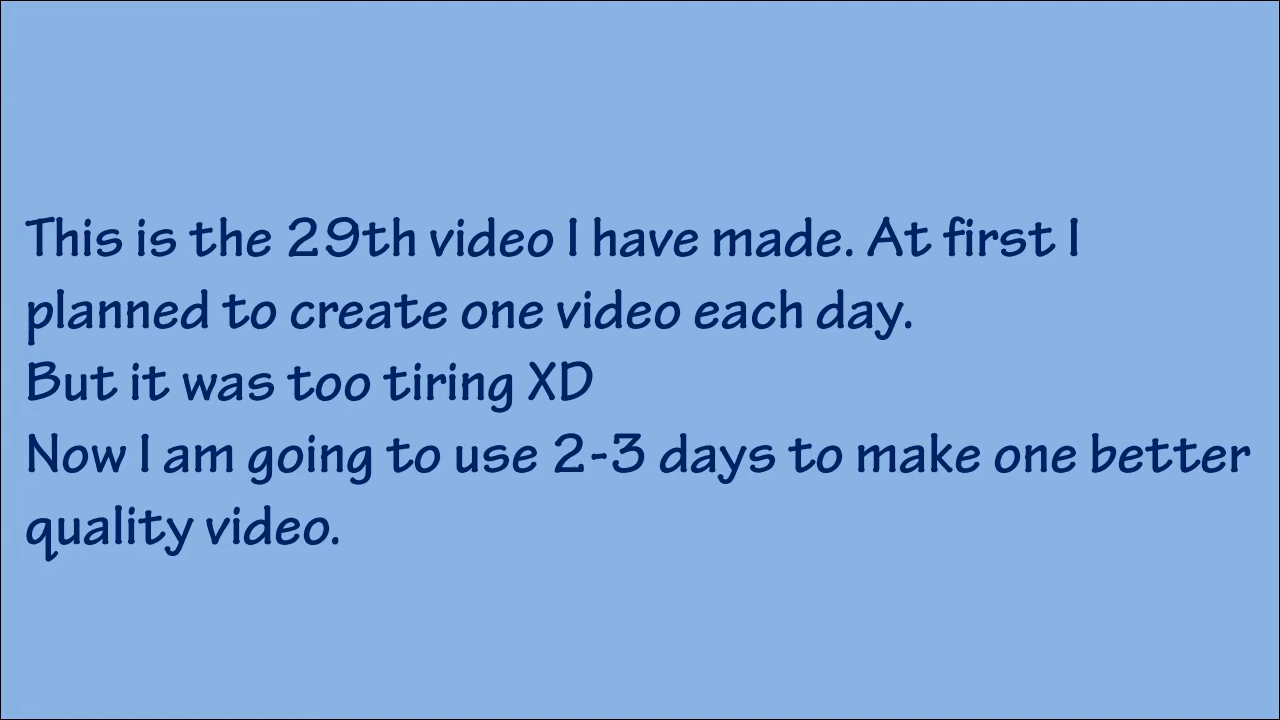 This is the 29th video I have made. At first I
planned to create one video each day.
But it was too tiring XD
Now I am going to use 2-3 days to make one better
quality video.